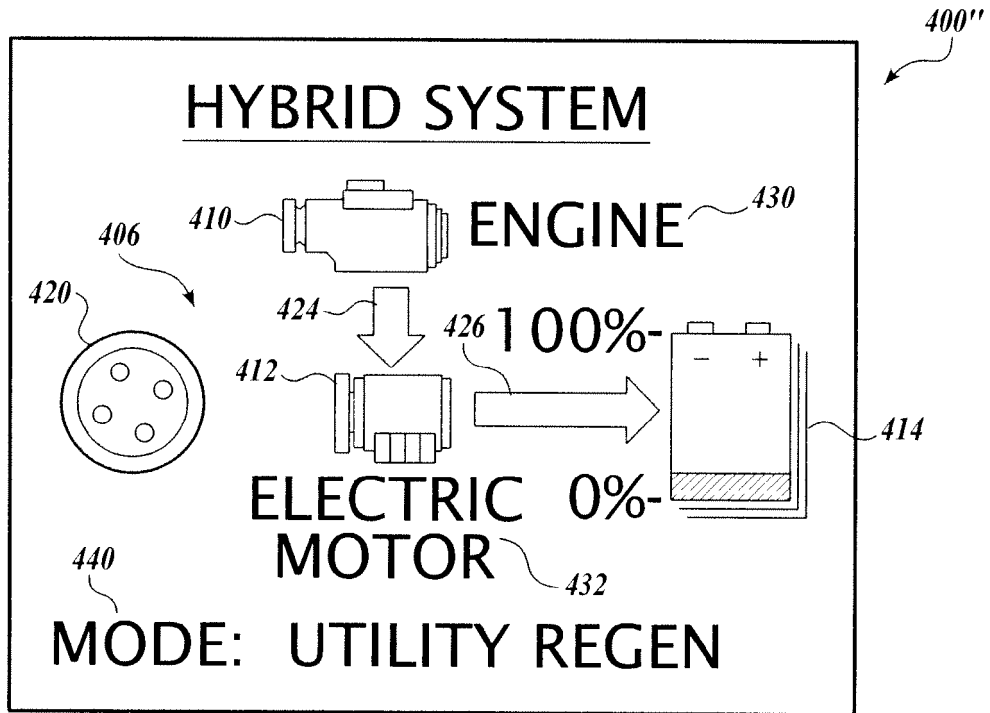 400"
HYBRID SYSTEM
410
ENGINE 430
406
420
424
426
100%-
412
- +
414
ELECTRIC 0%-
MOTOR
432
440
MODE: UTILITY REGEN